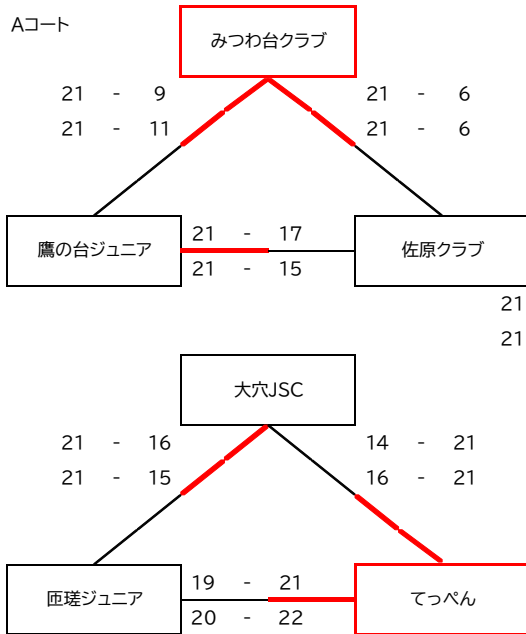 Aコート
みつわ台クラブ
21 - 9
21 - 6
21 - 11
21 - 6
鷹の台ジュニア
21 - 17
佐原クラブ
21 - 15
21
21
大穴JSC
21 - 16
14 - 21
21 - 15
16 - 21
匝瑳ジュニア
19 - 21
てっぺん
20 - 22